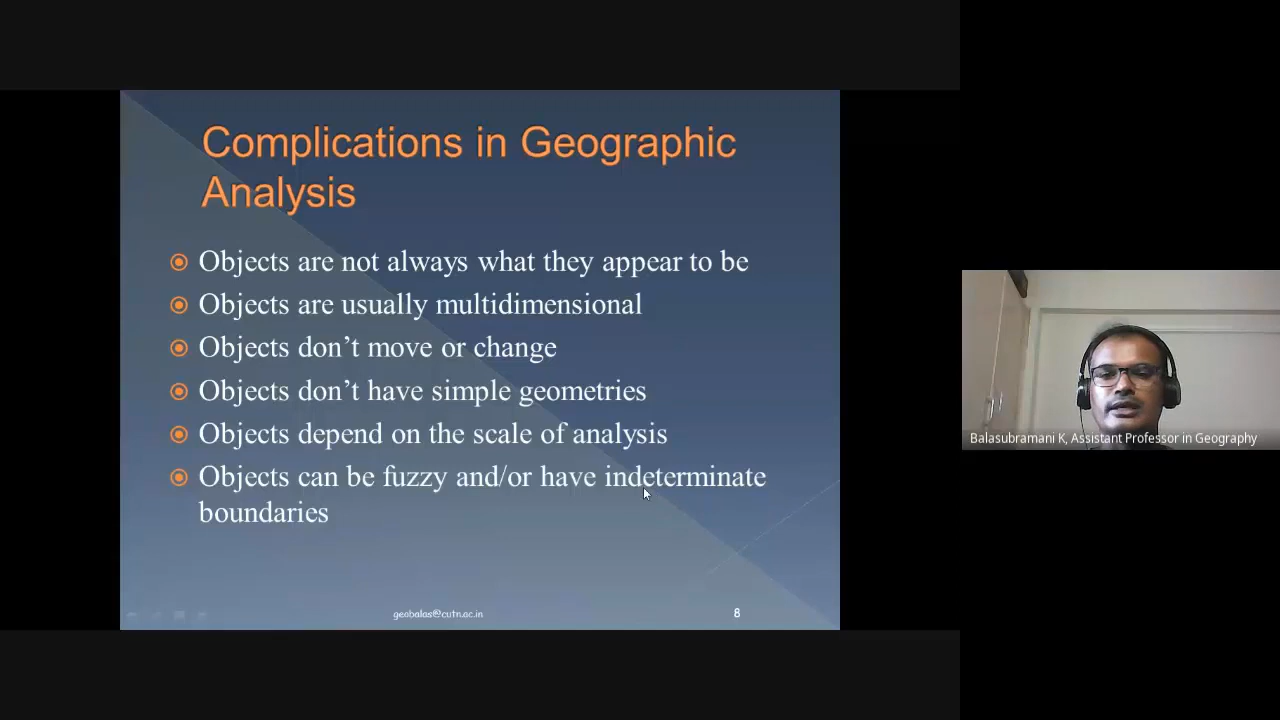 Complications in Geographic
Analysis
Objects are not always what they appear to be
Objects are usually multidimensional
Objects don’t move or change
Objects don’t have simple geometries
Objects depend on the scale of analysis
Objects can be fuzzy and/or have indeterminate
boundaries
geobalas@cutn.ac.in
8
Balasubramani K, Assistant Professor in Geography